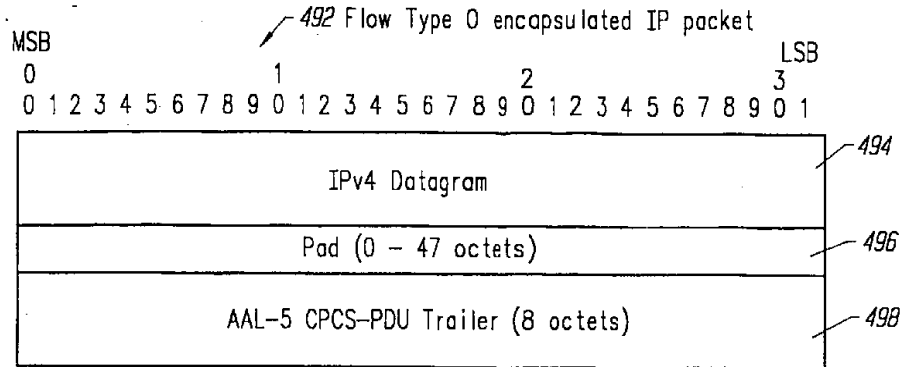 492 Flow Type 0 encapsulated IP packet
MSB LSB
0 1 2 3
0 1 2 3 4 5 6 7 8 9 0 1 2 3 4 5 6 7 8 9 0 1 2 3 4 5 6 7 8 9 0 1
494
IPv4 Datagram
Pad (0 – 47 octets) 496
AAL–5 CPCS–PDU Trailer (8 octets) 498